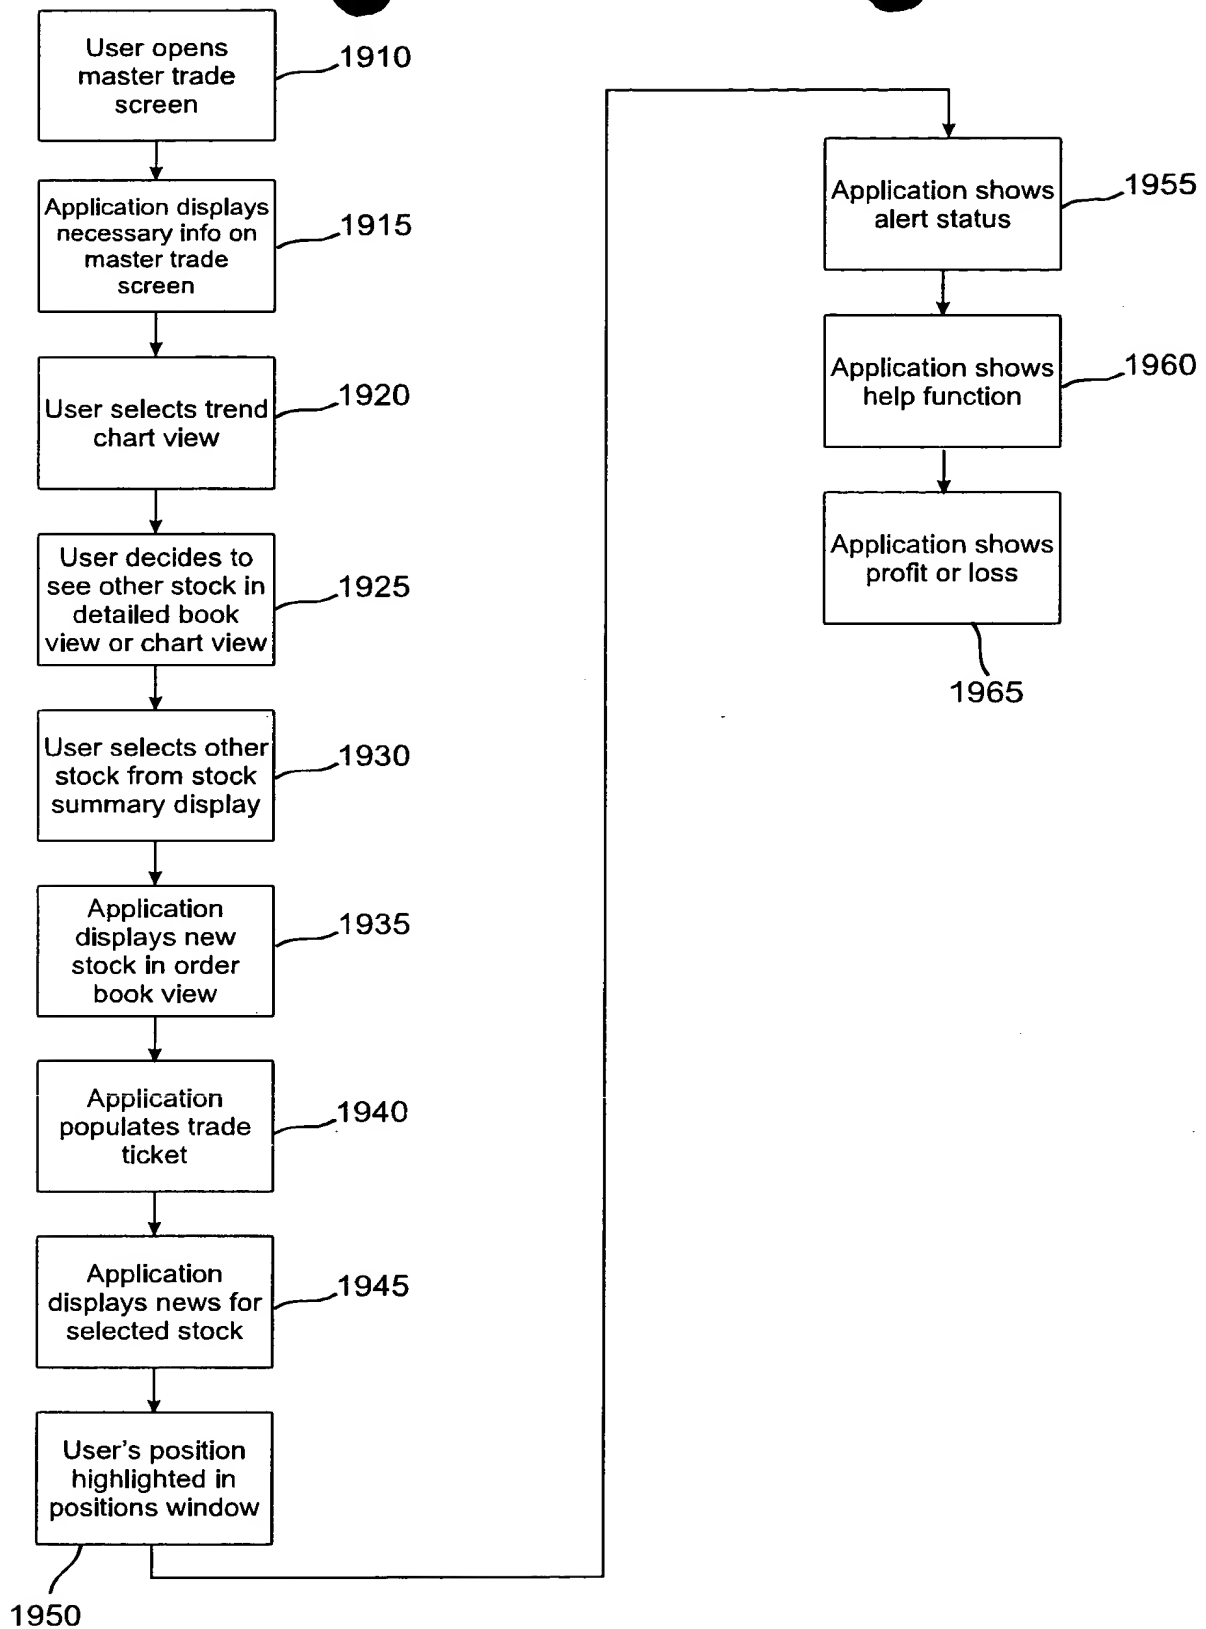 User opens
master trade
screen
1910
Application displays
necessary info on
master trade
screen
1915
User selects trend
chart view
1920
User decides to
see other stock in
detailed book
view or chart view
1925
User selects other
stock from stock
summary display
1930
Application
displays new
stock in order
book view
1935
Application
populates trade
ticket
1940
Application
displays news for
selected stock
1945
User's position
highlighted in
positions window
1950
Application shows
alert status
1955
Application shows
help function
1960
Application shows
profit or loss
1965